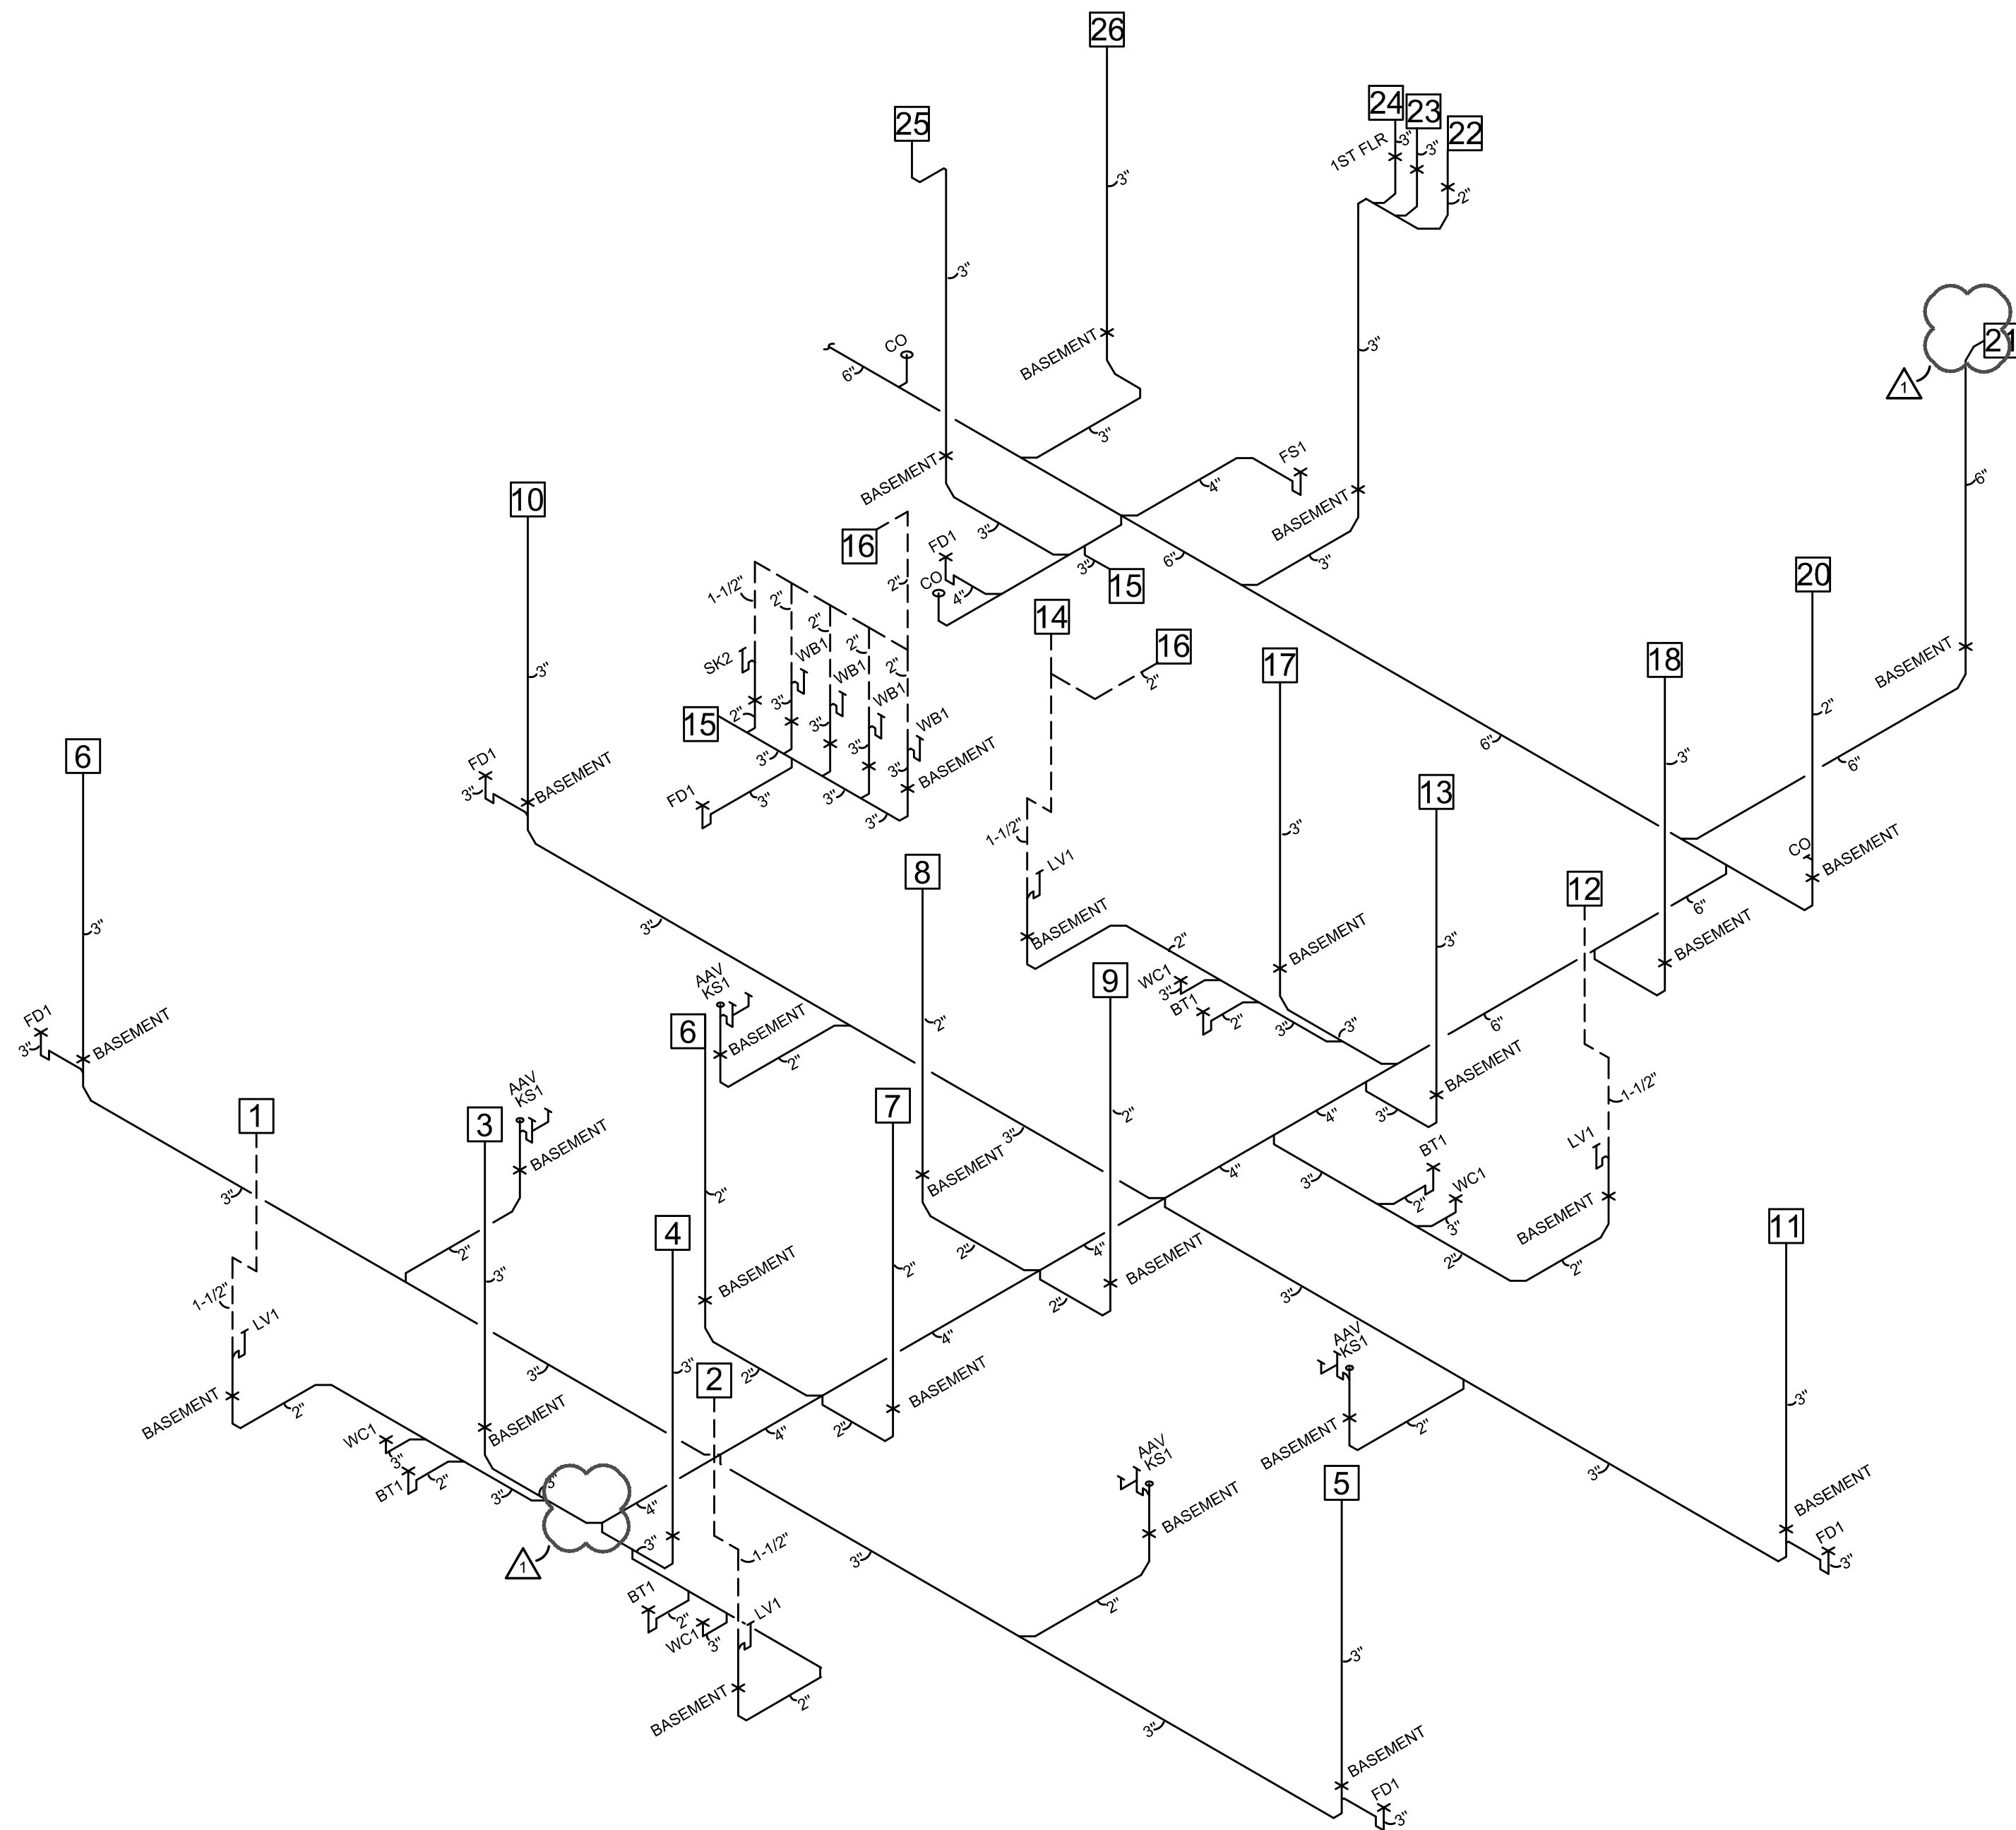 26
25
24
23
22
1ST FLR
3"
3"
2"
3"
3"
3"
21
1
CO
6"
BASEMENT
3"
BASEMENT
FS1
4"
BASEMENT
6"
10
16
3"
FD1
CO
4"
3"
15
6"
3"
20
1-1/2"
2"
2"
2"
2"
2"
14
16
2"
SK2
WB1
WB1
WB1
WB1
17
18
BASEMENT
3"
2"
3"
3"
3"
3"
15
2"
3"
6"
6"
6
FD1
3"
BASEMENT
FD1
3"
3"
3"
3"
BASEMENT
13
3"
1-1/2"
LV1
8
CO
BASEMENT
12
3"
3"
BASEMENT
2"
BASEMENT
3"
6"
BASEMENT
9
WC1
3"
BT1
2"
3"
3"
6"
AAV
KS1
6
BASEMENT
2"
2"
FD1
3"
BASEMENT
BASEMENT
3"
4"
1-1/2"
1
3
AAV
KS1
BASEMENT
7
2"
3"
BT1
LV1
3"
2"
WC1
3"
4"
BASEMENT
3"
2"
BASEMENT
11
4
2"
3"
2"
4"
2"
2"
BASEMENT
2"
2"
BASEMENT
2"
3"
1-1/2"
LV1
4"
AAV
KS1
3"
2
3"
2"
2"
BASEMENT
BASEMENT
2"
WC1
3"
BT1
2"
3"
3"
BASEMENT
4"
4"
2"
BASEMENT
3"
3"
5
AAV
KS1
BASEMENT
BASEMENT
FD1
3"
1
3"
1-1/2"
3"
BT1
2"
WC1
3"
LV1
2"
3"
BASEMENT
2"
3"
BASEMENT
FD1
3"